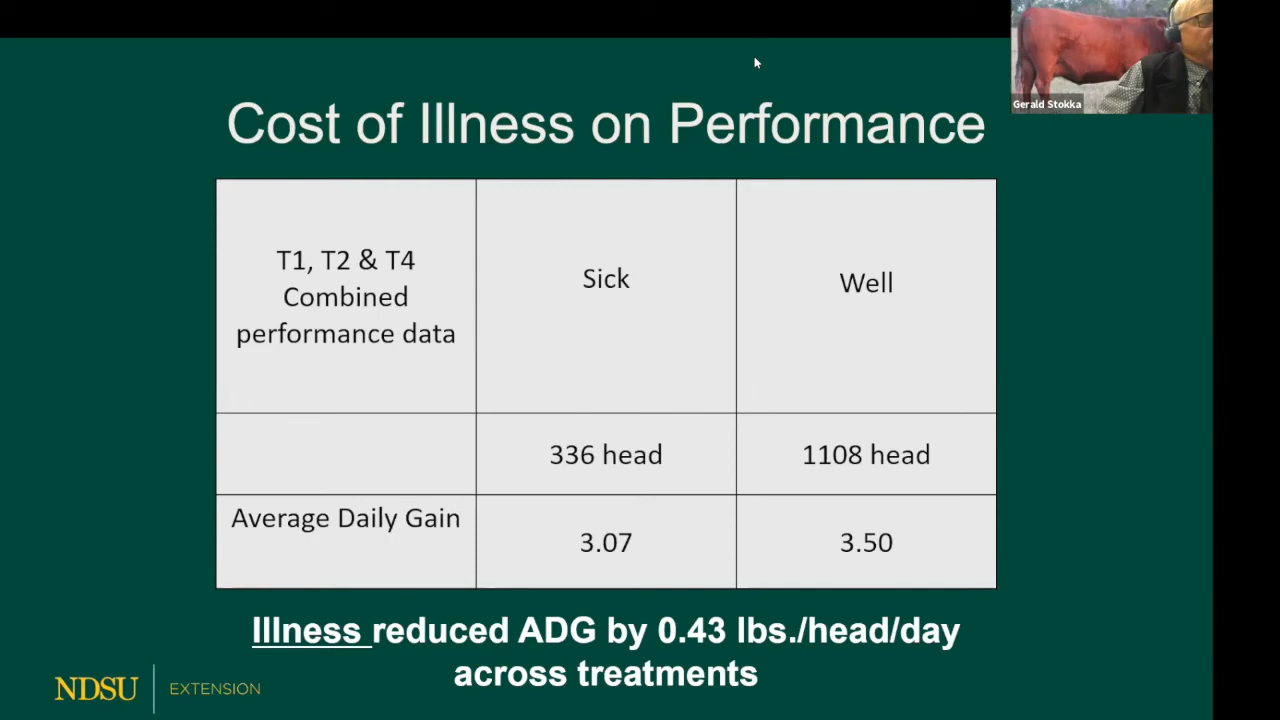 Gerald Stokka
Cost of Illness on Performance
T1, T2 & T4
Combined
performance data
Sick
Well
336 head
1108 head
Average Daily Gain
3.07
3.50
Illness reduced ADG by 0.43 lbs./head/day
across treatments
NDSU
EXTENSION